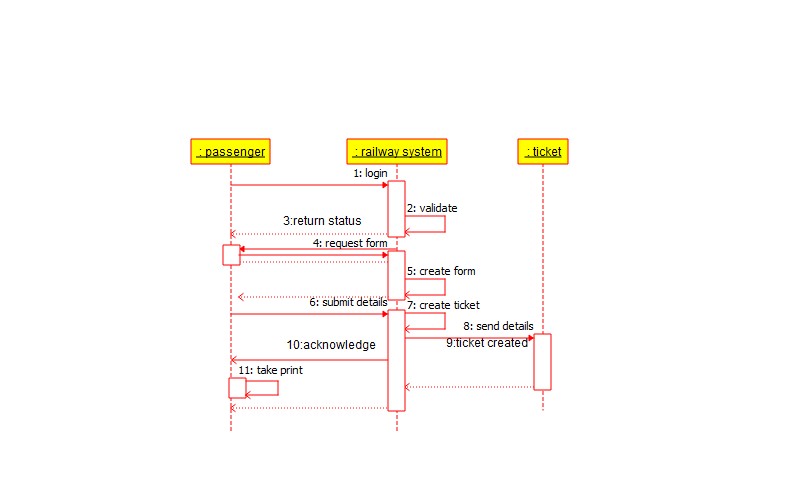 : passenger
: railway system
: ticket
1: login
2: validate
3:return status
4: request form
5: create form
6: submit details
7: create ticket
8: send details
9:ticket created
10:acknowledge
11: take print